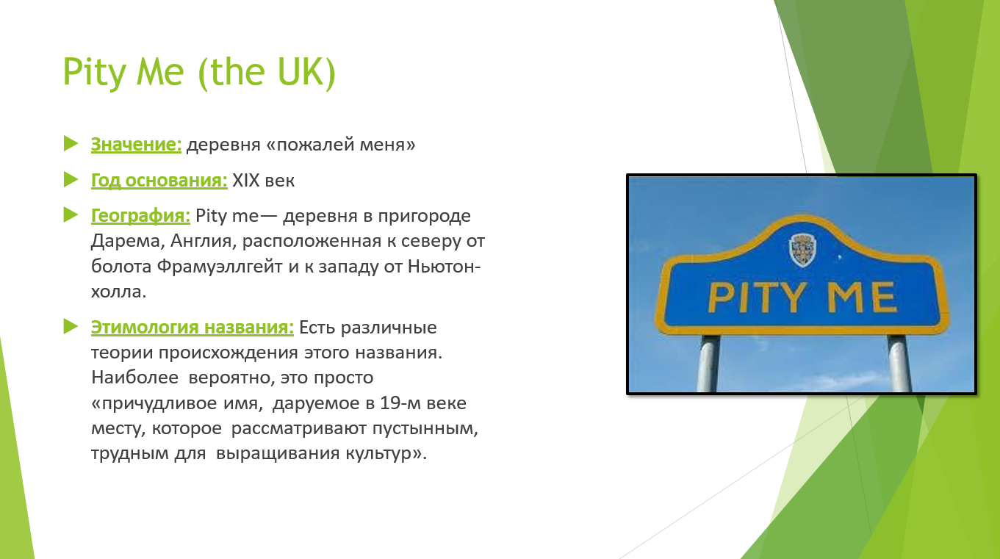 Pity Me (the UK)
Значение: деревня «пожалей меня»
Год основания: XIX век
География: Pity me— деревня в пригороде
Дарема, Англия, расположенная к северу от
болота Фрамуэллгейт и к западу от Ньютон-
холла.
Этимология названия: Есть различные
теории происхождения этого названия.
Наиболее  вероятно, это просто
«причудливое имя,  даруемое в 19-м веке
месту, которое  рассматривают пустынным,
трудным для  выращивания культур».
PITY ME